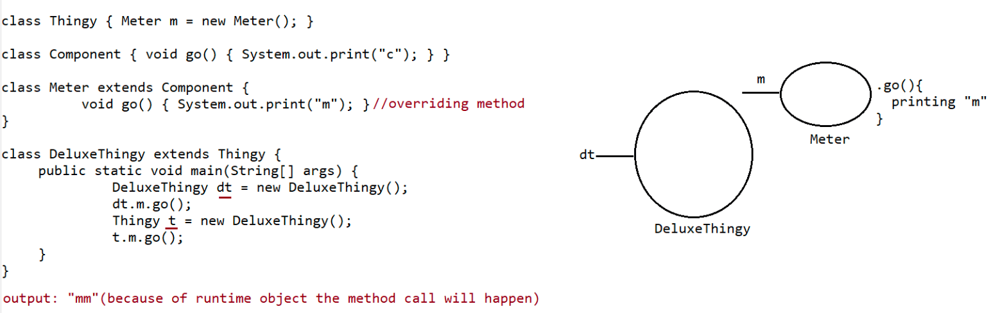 class Thingy { Meter m = new Meter(); }
class Component { void go() { System.out.print("c"); } }
class Meter extends Component {
void go() { System.out.print("m"); }//overriding method
}
class DeluxeThingy extends Thingy {
public static void main(String[] args) {
DeluxeThingy dt = new DeluxeThingy();
dt.m.go();
Thingy t = new DeluxeThingy();
t.m.go();
}
}
output: "mm"(because of runtime object the method call will happen)
m
.go(){
printing "m"
}
Meter
dt
DeluxeThingy